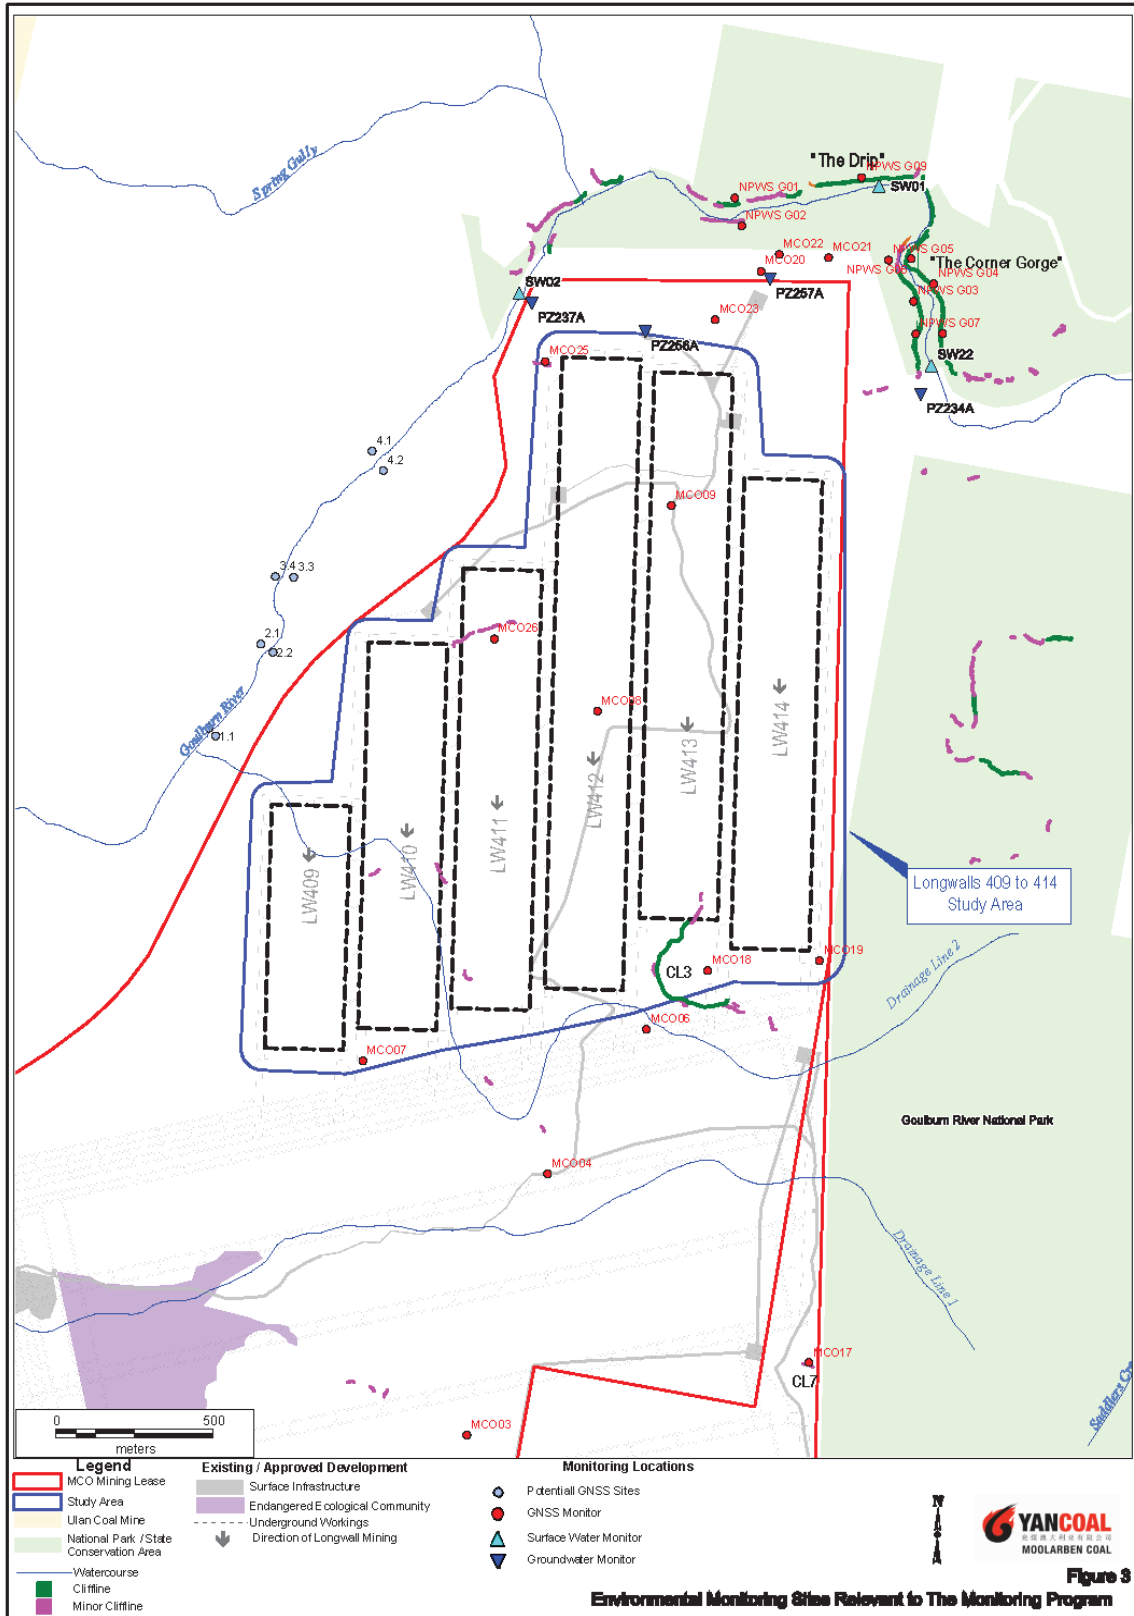 Spring Gully
"The Drip"
NPWS G09
SW01
NPWS G01
NPWS G02
MCO22
MCO21
MCO20
NPWS G05
"The Corner Gorge"
NPWS G04
NPWS G03
NPWS G07
SW22
PZ234A
PZ257A
SW02
PZ237A
MCO23
PZ256A
MCO25
4.1
4.2
MCO09
3.4
3.3
2.1
2.2
MCO26
Goulburn River
1.1
MCO08
LW409
LW410
LW411
LW412
LW413
LW414
Longwalls 409 to 414
Study Area
MCO19
MCO18
CL3
Drainage Line 2
MCO06
MCO07
Goulburn River National Park
MCO04
Drainage Line 1
MCO17
CL7
MCO03
0 500
meters
Legend
MCO Mining Lease
Study Area
Ulan Coal Mine
National Park / State
Conservation Area
Watercourse
Cliffline
Minor Cliffline
Existing / Approved Development
Surface Infrastructure
Endangered Ecological Community
Underground Workings
Direction of Longwall Mining
Monitoring Locations
Potential GNSS Sites
GNSS Monitor
Surface Water Monitor
Groundwater Monitor
N
YANCOAL
MOOLARBEN COAL
Figure 3
Environmental Monitoring Sites Relevant to The Monitoring Program